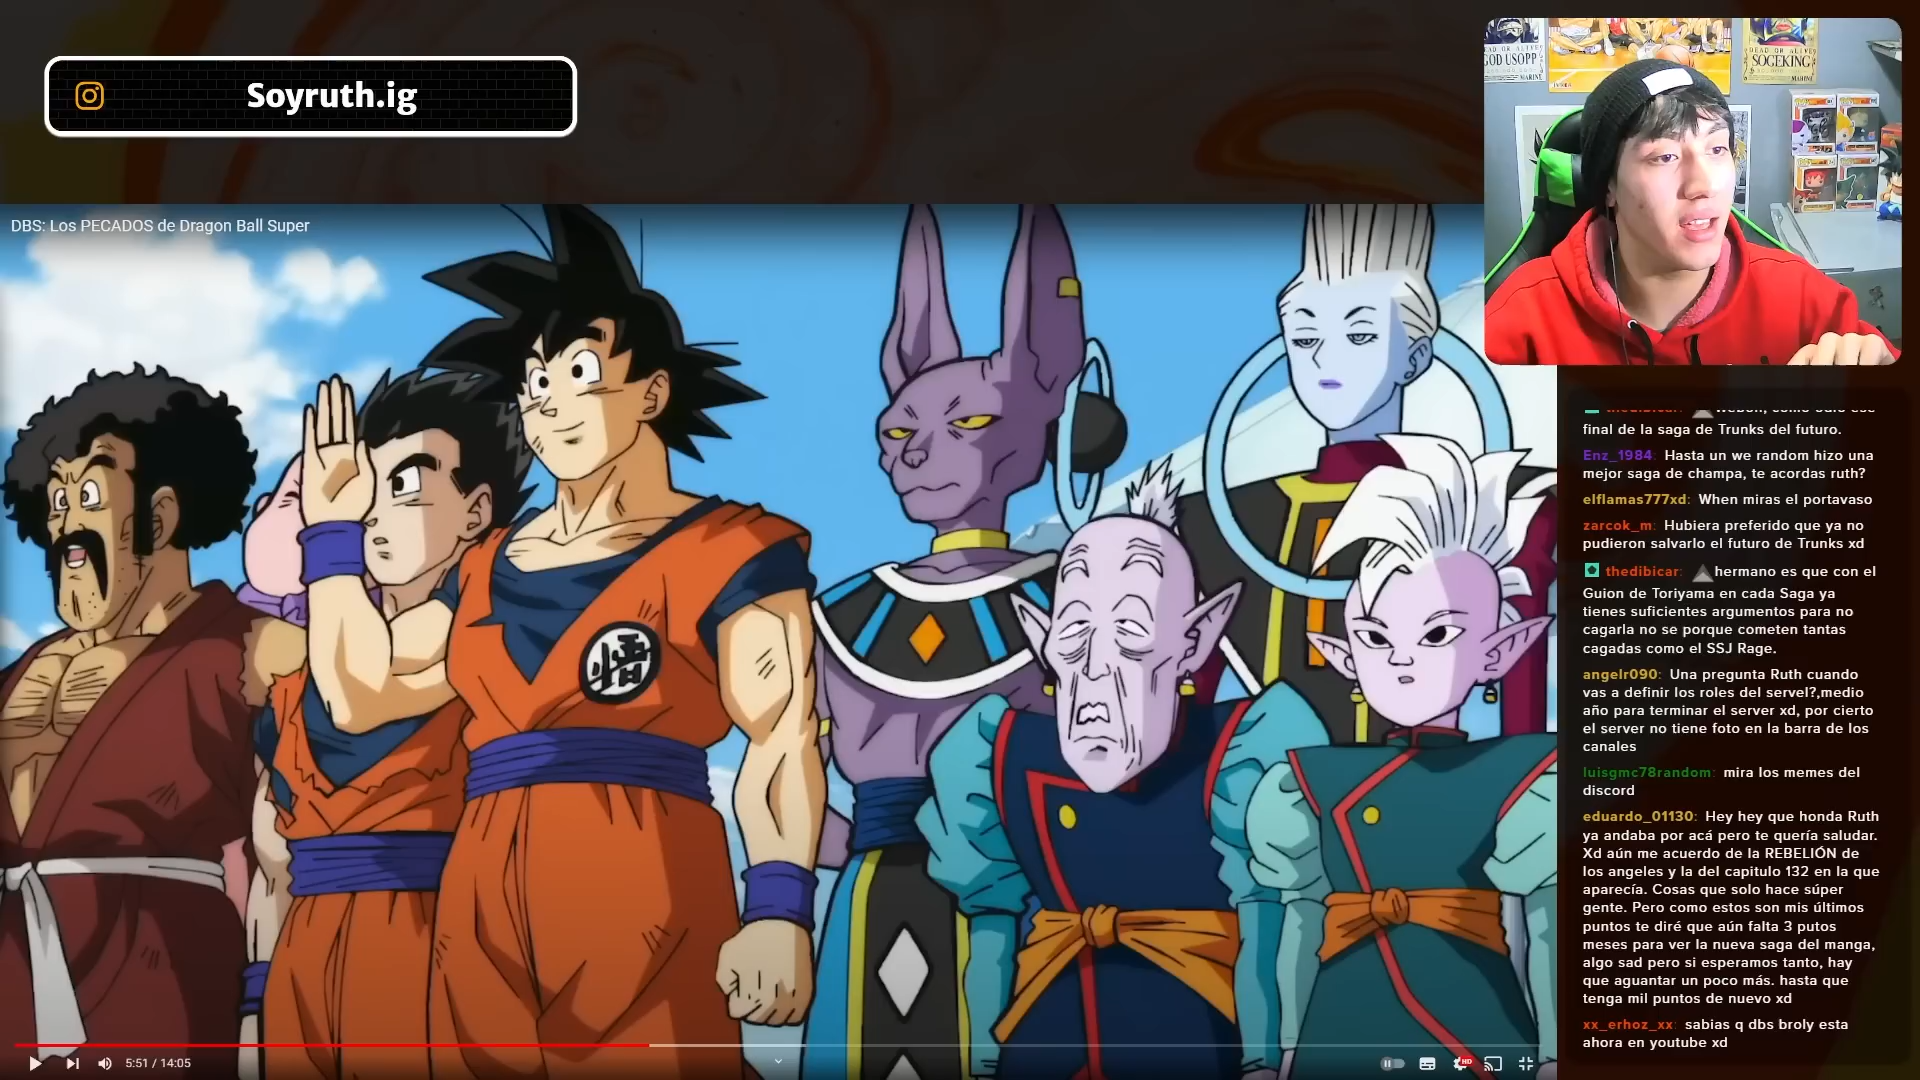 Soyruth.ig
DBS: Los PECADOS de Dragon Ball Super
悟
5:51 / 14:05
HD
DEAD OR ALIVE
GOD USOPP
MARINE
DEAD OR ALIVE
SOGEKING
MARINE
final de la saga de Trunks del futuro.
Enz_1984: Hasta un we random hizo una
mejor saga de champa, te acordas ruth?
elflamas777xd: When miras el portavaso
zarcok_m: Hubiera preferido que ya no
pudieron salvarlo el futuro de Trunks xd
thedibicar: hermano es que con el
Guion de Toriyama en cada Saga ya
tienes suficientes argumentos para no
cagarla no se porque cometen tantas
cagadas como el SSJ Rage.
angelr090: Una pregunta Ruth cuando
vas a definir los roles del servel?,medio
año para terminar el server xd, por cierto
el server no tiene foto en la barra de los
canales
luisgmc78random: mira los memes del
discord
eduardo_01130: Hey hey que honda Ruth
ya andaba por acá pero te quería saludar.
Xd aún me acuerdo de la REBELIÓN de
los angeles y la del capitulo 132 en la que
aparecía. Cosas que solo hace súper
gente. Pero como estos son mis últimos
puntos te diré que aún falta 3 putos
meses para ver la nueva saga del manga,
algo sad pero si esperamos tanto, hay
que aguantar un poco más. hasta que
tenga mil puntos de nuevo xd
xx_erhoz_xx: sabias q dbs broly esta
ahora en youtube xd